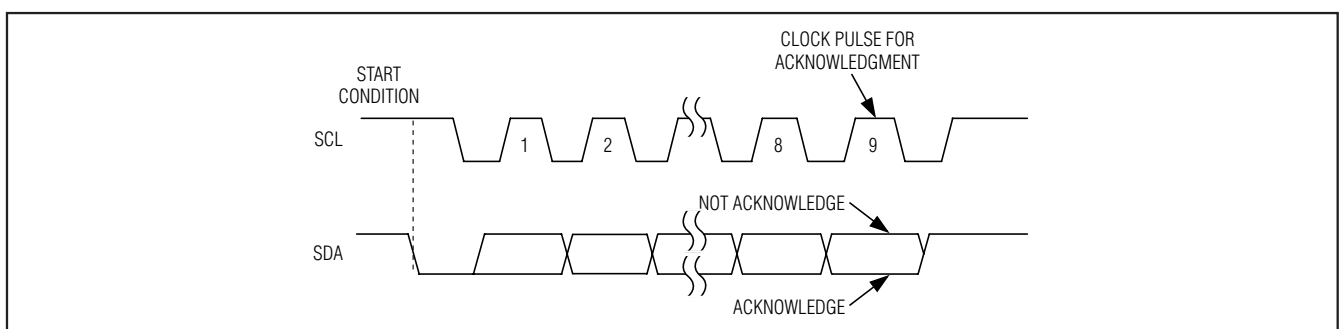 CLOCK PULSE FOR
ACKNOWLEDGMENT
START
CONDITION
SCL
1
2
8
9
NOT ACKNOWLEDGE
SDA
ACKNOWLEDGE